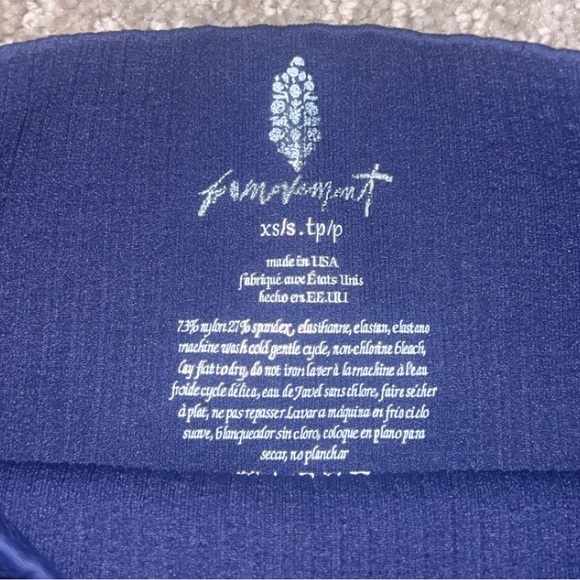 fpmovement
xs/s . tp/p
made in USA
fabriqué aux États Unis
hecho en EE.UU
73% nylon 27% spandex, elasthanne, elastan, elastano
machine wash cold gentle cycle, non-chlorine bleach,
lay flat to dry, do not iron laver à la machine à l'eau
froide cycle délica, eau de Javel sans chlore, faire sécher
à plat, ne pas repasser Lavar a máquina en frio ciclo
suave, blanqueador sin cloro, coloque en plano para
secar, no planchar